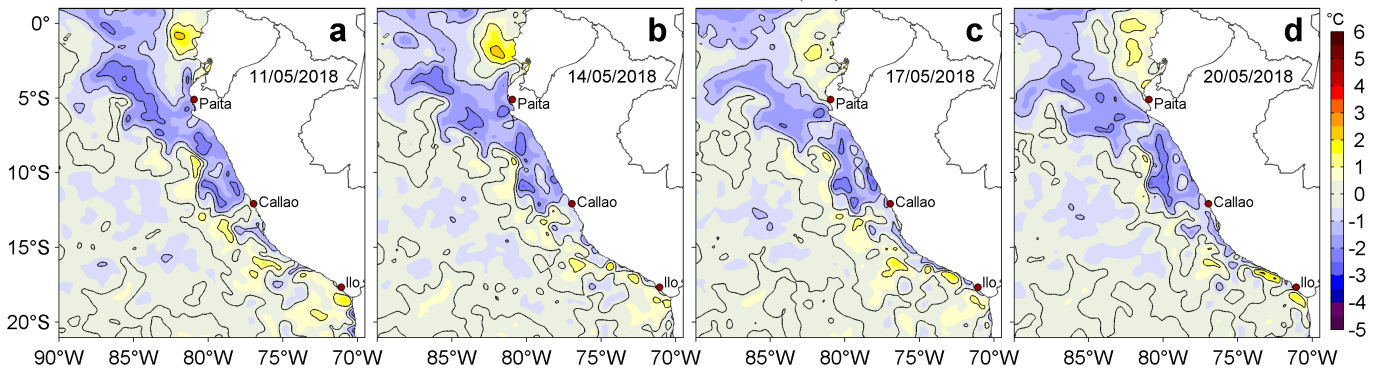 a
b
c
d
°C
11/05/2018
14/05/2018
17/05/2018
20/05/2018
0°
5°S
10°S
15°S
20°S
Paita
Paita
Paita
Paita
Callao
Callao
Callao
Callao
Ilo
Ilo
Ilo
Ilo
90°W 85°W 80°W 75°W 70°W
85°W 80°W 75°W 70°W
85°W 80°W 75°W 70°W
85°W 80°W 75°W 70°W
6
5
4
3
2
1
0
-1
-2
-3
-4
-5